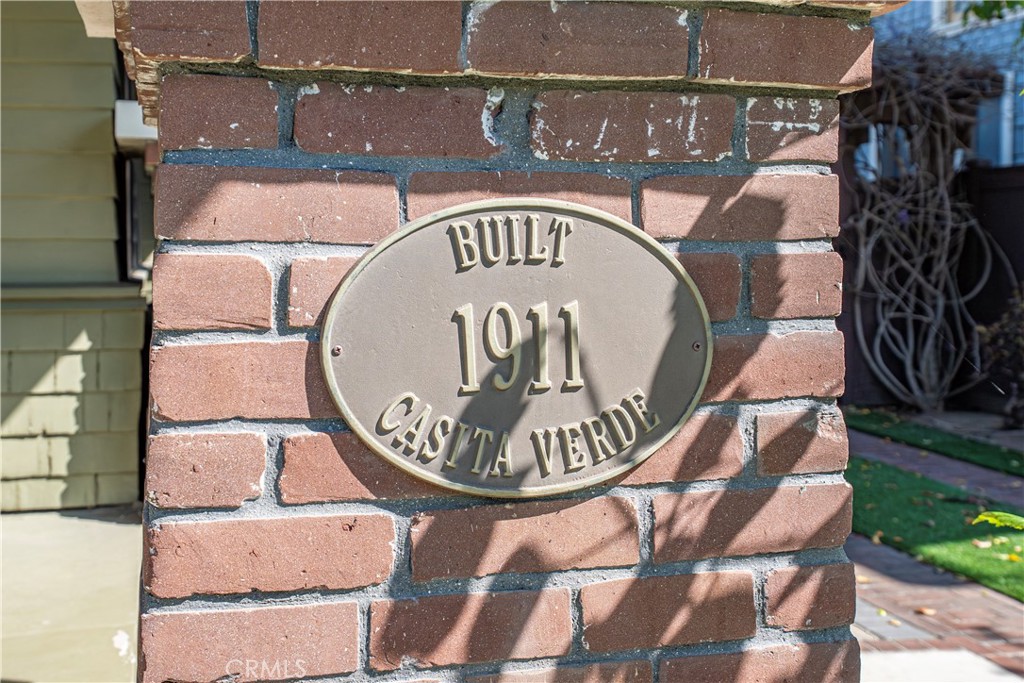 BUILT
1911
CASITA VERDE
CRMLS